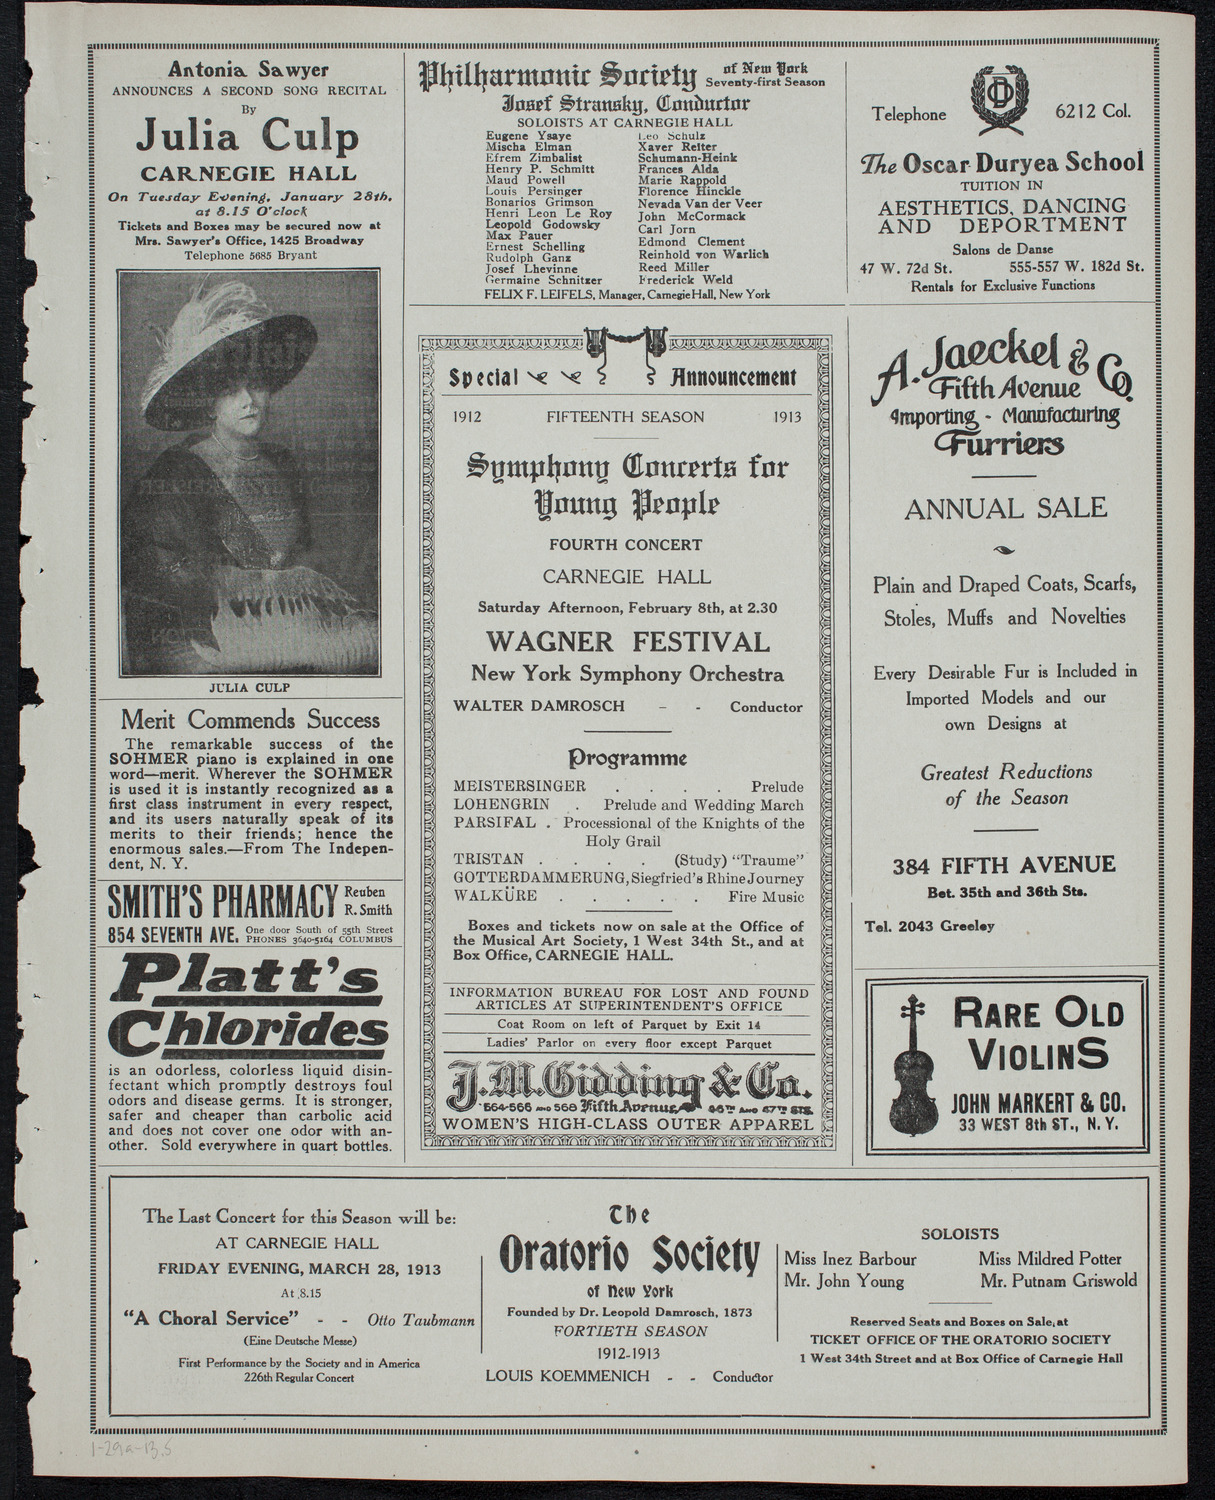 Antonia Sawyer
ANNOUNCES A SECOND SONG RECITAL
By
Julia Culp
CARNEGIE HALL
On Tuesday Evening, January 28th,
at 8.15 O'clock
Tickets and Boxes may be secured now at
Mrs. Sawyer's Office, 1425 Broadway
Telephone 5685 Bryant
JULIA CULP
Merit Commends Success
The remarkable success of the
SOHMER piano is explained in one
word—merit. Wherever the SOHMER
is used it is instantly recognized as a
first class instrument in every respect,
and its users naturally speak of its
merits to their friends; hence the
enormous sales.—From The Indepen-
dent, N. Y.
SMITH'S PHARMACY Reuben
R. Smith
854 SEVENTH AVE. One door South of 55th Street
PHONES 3640-5164 COLUMBUS
Platt's
Chlorides
is an odorless, colorless liquid disin-
fectant which promptly destroys foul
odors and disease germs. It is stronger,
safer and cheaper than carbolic acid
and does not cover one odor with an-
other. Sold everywhere in quart bottles.
Philharmonic Society of New York
Seventy-first Season
Josef Stransky, Conductor
SOLOISTS AT CARNEGIE HALL
Eugene Ysaye
Mischa Elman
Efrem Zimbalist
Henry P. Schmitt
Maud Powell
Louis Persinger
Bonarios Grimson
Henri Leon Le Roy
Leopold Godowsky
Max Pauer
Ernest Schelling
Rudolph Ganz
Josef Lhevinne
Germaine Schnitzer
Leo Schulz
Xaver Reiter
Schumann-Heink
Frances Alda
Marie Rappold
Florence Hinckle
Nevada Van der Veer
John McCormack
Carl Jorn
Edmond Clement
Reinhold von Warlich
Reed Miller
Frederick Weld
FELIX F. LEIFELS, Manager, Carnegie Hall, New York
Special Announcement
1912 FIFTEENTH SEASON 1913
Symphony Concerts for
Young People
FOURTH CONCERT
CARNEGIE HALL
Saturday Afternoon, February 8th, at 2.30
WAGNER FESTIVAL
New York Symphony Orchestra
WALTER DAMROSCH - - Conductor
Programme
MEISTERSINGER . . . . Prelude
LOHENGRIN . Prelude and Wedding March
PARSIFAL . Processional of the Knights of the
Holy Grail
TRISTAN . . . . (Study) "Traume"
GOTTERDAMMERUNG, Siegfried's Rhine Journey
WALKÜRE . . . . . Fire Music
Boxes and tickets now on sale at the Office of
the Musical Art Society, 1 West 34th St., and at
Box Office, CARNEGIE HALL.
INFORMATION BUREAU FOR LOST AND FOUND
ARTICLES AT SUPERINTENDENT'S OFFICE
Coat Room on left of Parquet by Exit 14
Ladies' Parlor on every floor except Parquet
J. M. Gidding & Co.
564-566 AND 568 Fifth Avenue 46TH AND 47TH STS.
WOMEN'S HIGH-CLASS OUTER APPAREL
OD
Telephone 6212 Col.
The Oscar Duryea School
TUITION IN
AESTHETICS, DANCING
AND DEPORTMENT
Salons de Danse
47 W. 72d St. 555-557 W. 182d St.
Rentals for Exclusive Functions
A. Jaeckel & Co.
Fifth Avenue
Importing - Manufacturing
Furriers
ANNUAL SALE
Plain and Draped Coats, Scarfs,
Stoles, Muffs and Novelties
Every Desirable Fur is Included in
Imported Models and our
own Designs at
Greatest Reductions
of the Season
384 FIFTH AVENUE
Bet. 35th and 36th Sts.
Tel. 2043 Greeley
RARE OLD
VIOLINS
JOHN MARKERT & CO.
33 WEST 8th ST., N. Y.
The Last Concert for this Season will be:
AT CARNEGIE HALL
FRIDAY EVENING, MARCH 28, 1913
At 8.15
"A Choral Service" - - Otto Taubmann
(Eine Deutsche Messe)
First Performance by the Society and in America
226th Regular Concert
The
Oratorio Society
of New York
Founded by Dr. Leopold Damrosch, 1873
FORTIETH SEASON
1912-1913
LOUIS KOEMMENICH - - Conductor
SOLOISTS
Miss Inez Barbour Miss Mildred Potter
Mr. John Young Mr. Putnam Griswold
Reserved Seats and Boxes on Sale at
TICKET OFFICE OF THE ORATORIO SOCIETY
1 West 34th Street and at Box Office of Carnegie Hall
1-29a-13.5